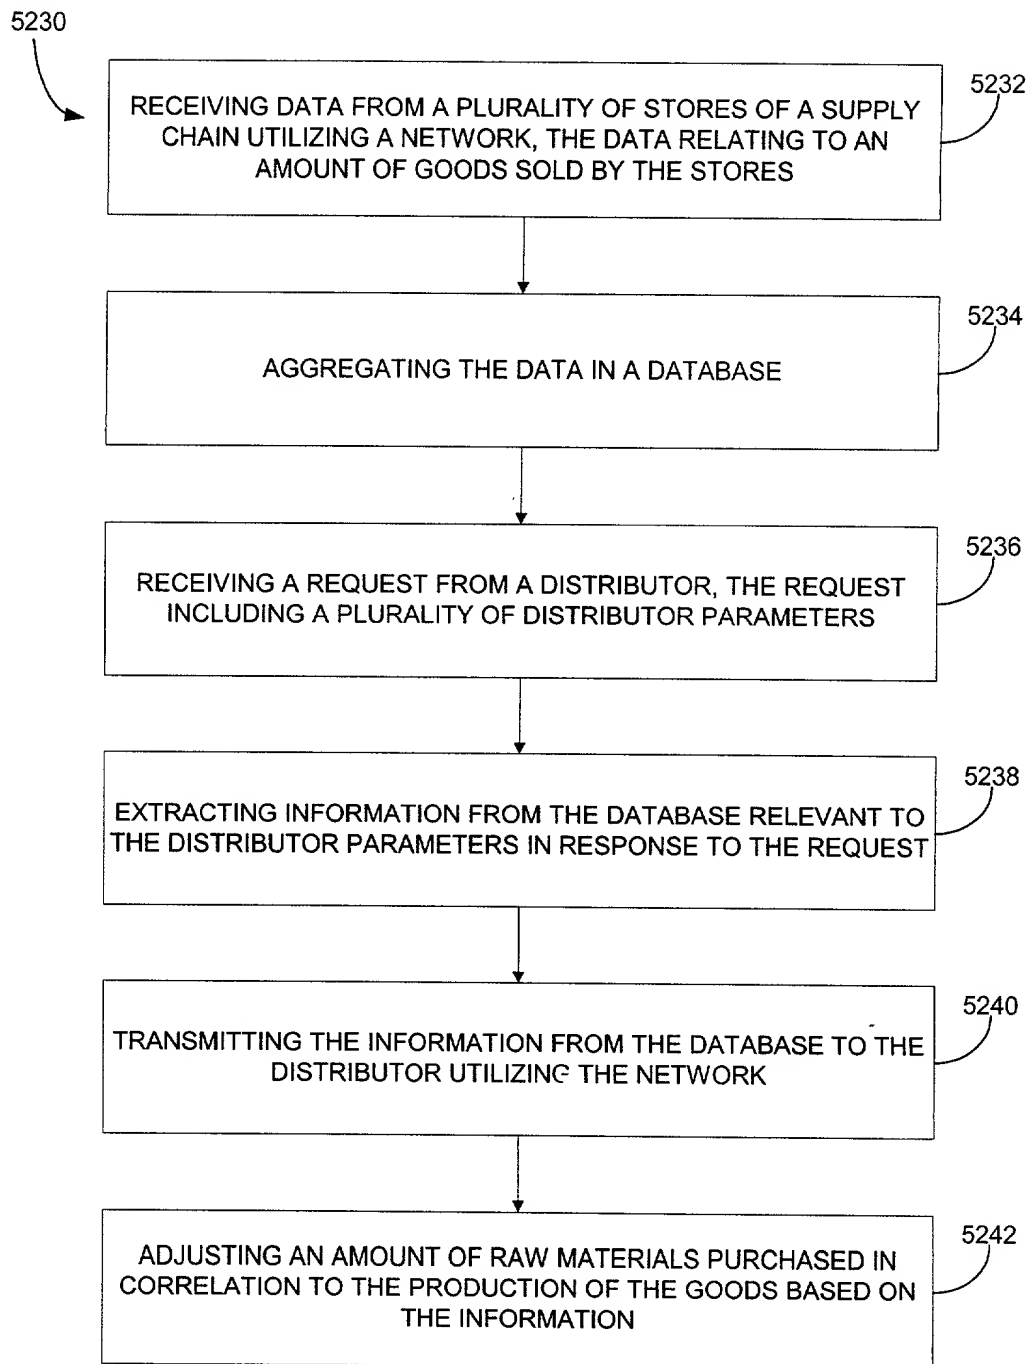 5230
RECEIVING DATA FROM A PLURALITY OF STORES OF A SUPPLY
CHAIN UTILIZING A NETWORK, THE DATA RELATING TO AN
AMOUNT OF GOODS SOLD BY THE STORES
5232
AGGREGATING THE DATA IN A DATABASE
5234
RECEIVING A REQUEST FROM A DISTRIBUTOR, THE REQUEST
INCLUDING A PLURALITY OF DISTRIBUTOR PARAMETERS
5236
EXTRACTING INFORMATION FROM THE DATABASE RELEVANT TO
THE DISTRIBUTOR PARAMETERS IN RESPONSE TO THE REQUEST
5238
TRANSMITTING THE INFORMATION FROM THE DATABASE TO THE
DISTRIBUTOR UTILIZING THE NETWORK
5240
ADJUSTING AN AMOUNT OF RAW MATERIALS PURCHASED IN
CORRELATION TO THE PRODUCTION OF THE GOODS BASED ON
THE INFORMATION
5242